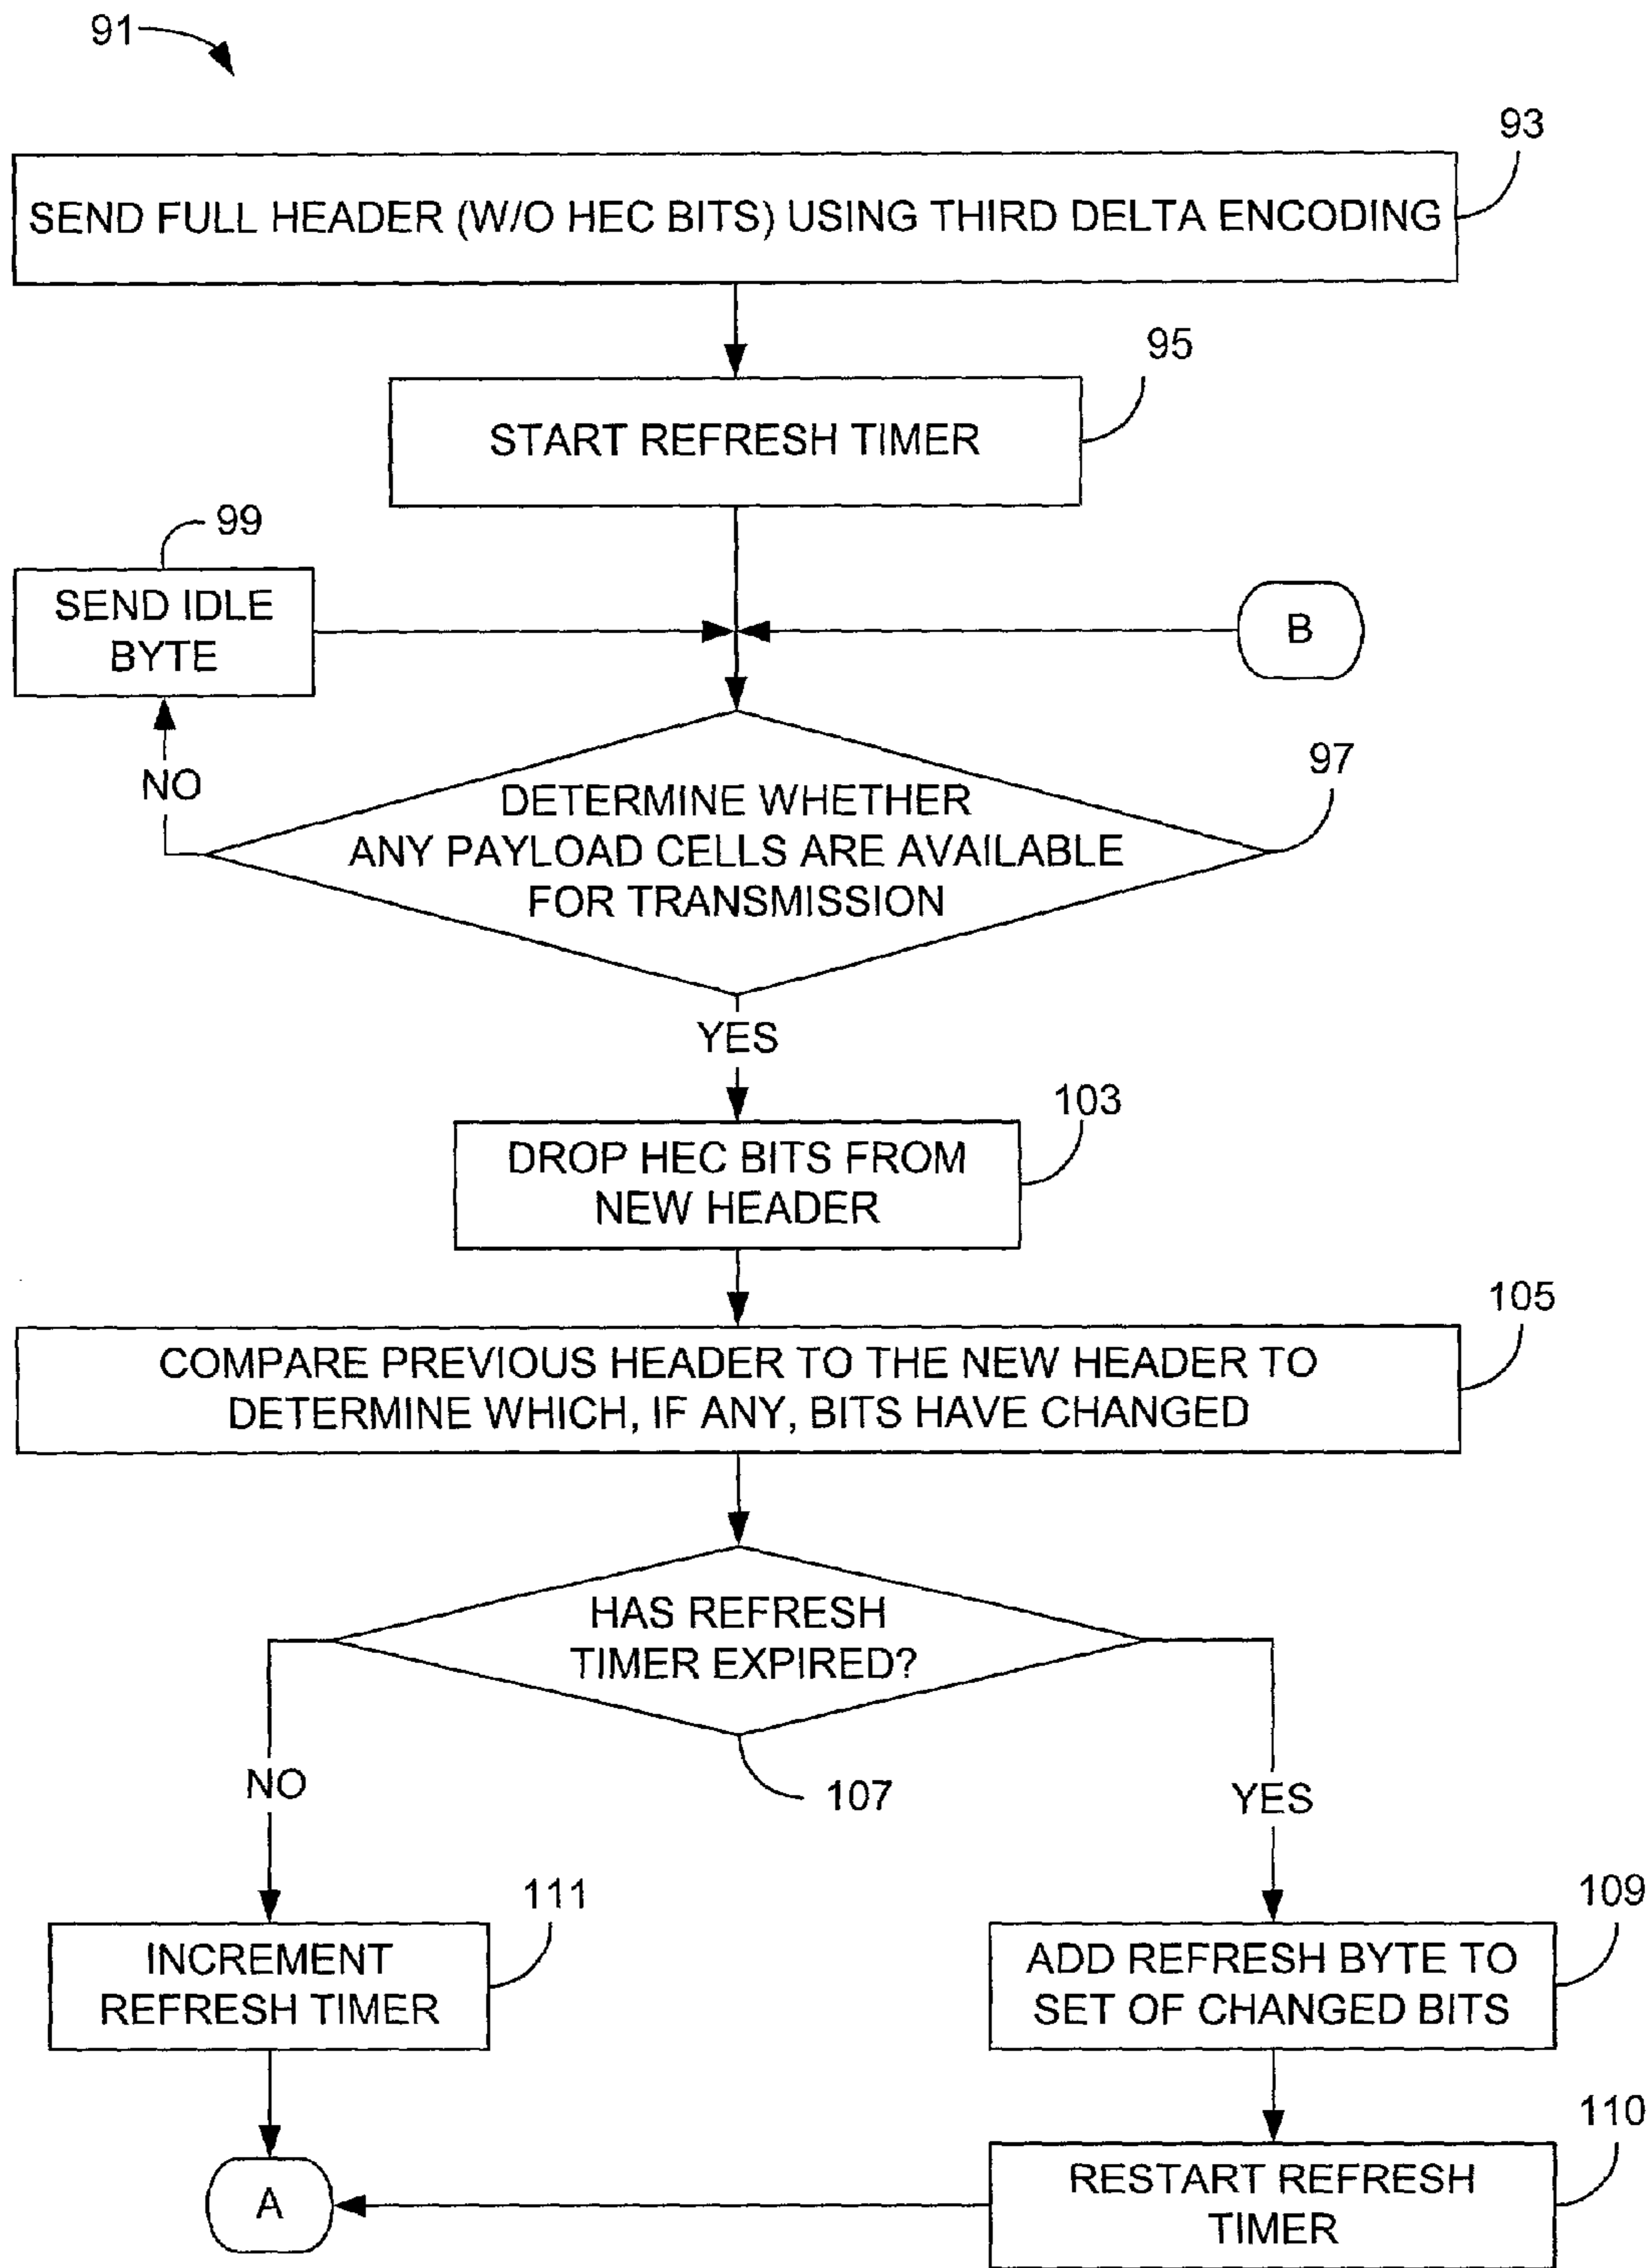 91
93
SEND FULL HEADER (W/O HEC BITS) USING THIRD DELTA ENCODING
95
START REFRESH TIMER
99
SEND IDLE
BYTE
B
NO
97
DETERMINE WHETHER
ANY PAYLOAD CELLS ARE AVAILABLE
FOR TRANSMISSION
YES
103
DROP HEC BITS FROM
NEW HEADER
105
COMPARE PREVIOUS HEADER TO THE NEW HEADER TO
DETERMINE WHICH, IF ANY, BITS HAVE CHANGED
HAS REFRESH
TIMER EXPIRED?
107
NO
YES
111
INCREMENT
REFRESH TIMER
109
ADD REFRESH BYTE TO
SET OF CHANGED BITS
110
RESTART REFRESH
TIMER
A